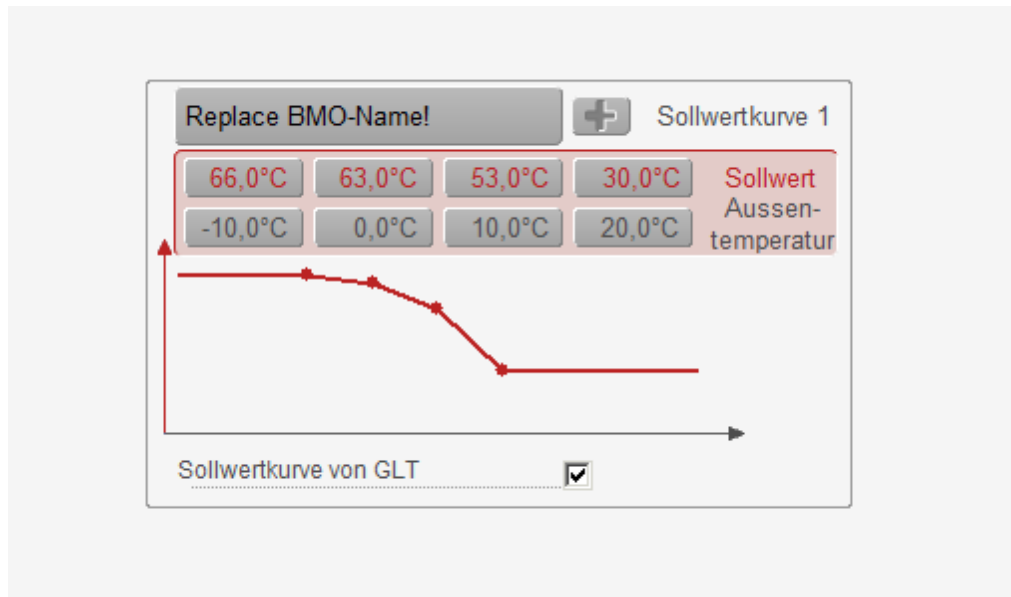 Replace BMO-Name! Sollwertkurve 1
66,0°C 63,0°C 53,0°C 30,0°C Sollwert
-10,0°C 0,0°C 10,0°C 20,0°C Aussen-
temperatur
Sollwertkurve von GLT